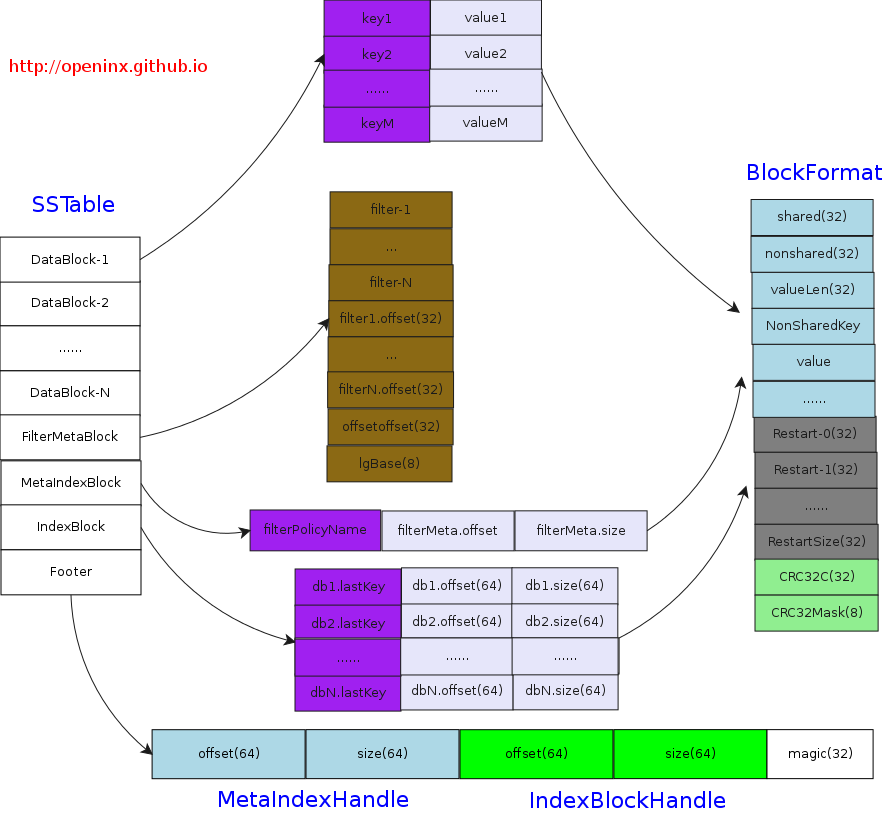 key1 value1
key2 value2
...... ......
keyM valueM
http://openinx.github.io
SSTable
DataBlock-1
DataBlock-2
......
DataBlock-N
FilterMetaBlock
MetaIndexBlock
IndexBlock
Footer
filter-1
...
filter-N
filter1.offset(32)
...
filterN.offset(32)
offsetoffset(32)
lgBase(8)
BlockFormat
shared(32)
nonshared(32)
valueLen(32)
NonSharedKey
value
......
Restart-0(32)
Restart-1(32)
......
RestartSize(32)
CRC32C(32)
CRC32Mask(8)
filterPolicyName filterMeta.offset filterMeta.size
db1.lastKey db1.offset(64) db1.size(64)
db2.lastKey db2.offset(64) db2.size(64)
...... ...... ......
dbN.lastKey dbN.offset(64) dbN.size(64)
offset(64) size(64) offset(64) size(64) magic(32)
MetaIndexHandle IndexBlockHandle